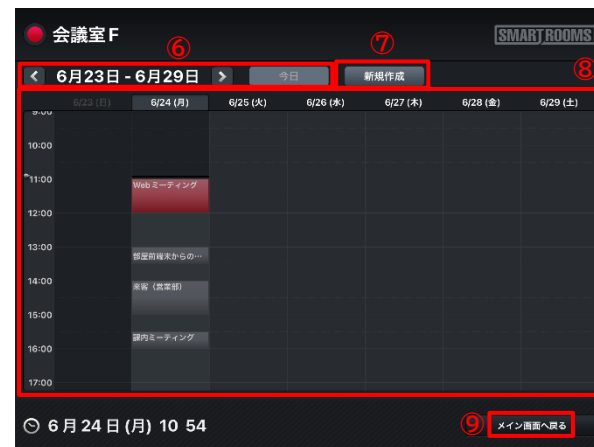 会議室F
SMART ROOMS
⑥
⑦
⑧
6月23日 - 6月29日
今日
新規作成
6/23 (日) 6/24 (月) 6/25 (火) 6/26 (水) 6/27 (木) 6/28 (金) 6/29 (土)
9:00
10:00
11:00
Webミーティング
12:00
13:00
部屋前端末からの…
14:00
来客（営業部）
15:00
課内ミーティング
16:00
17:00
6月24日(月) 10 54
⑨
メイン画面へ戻る